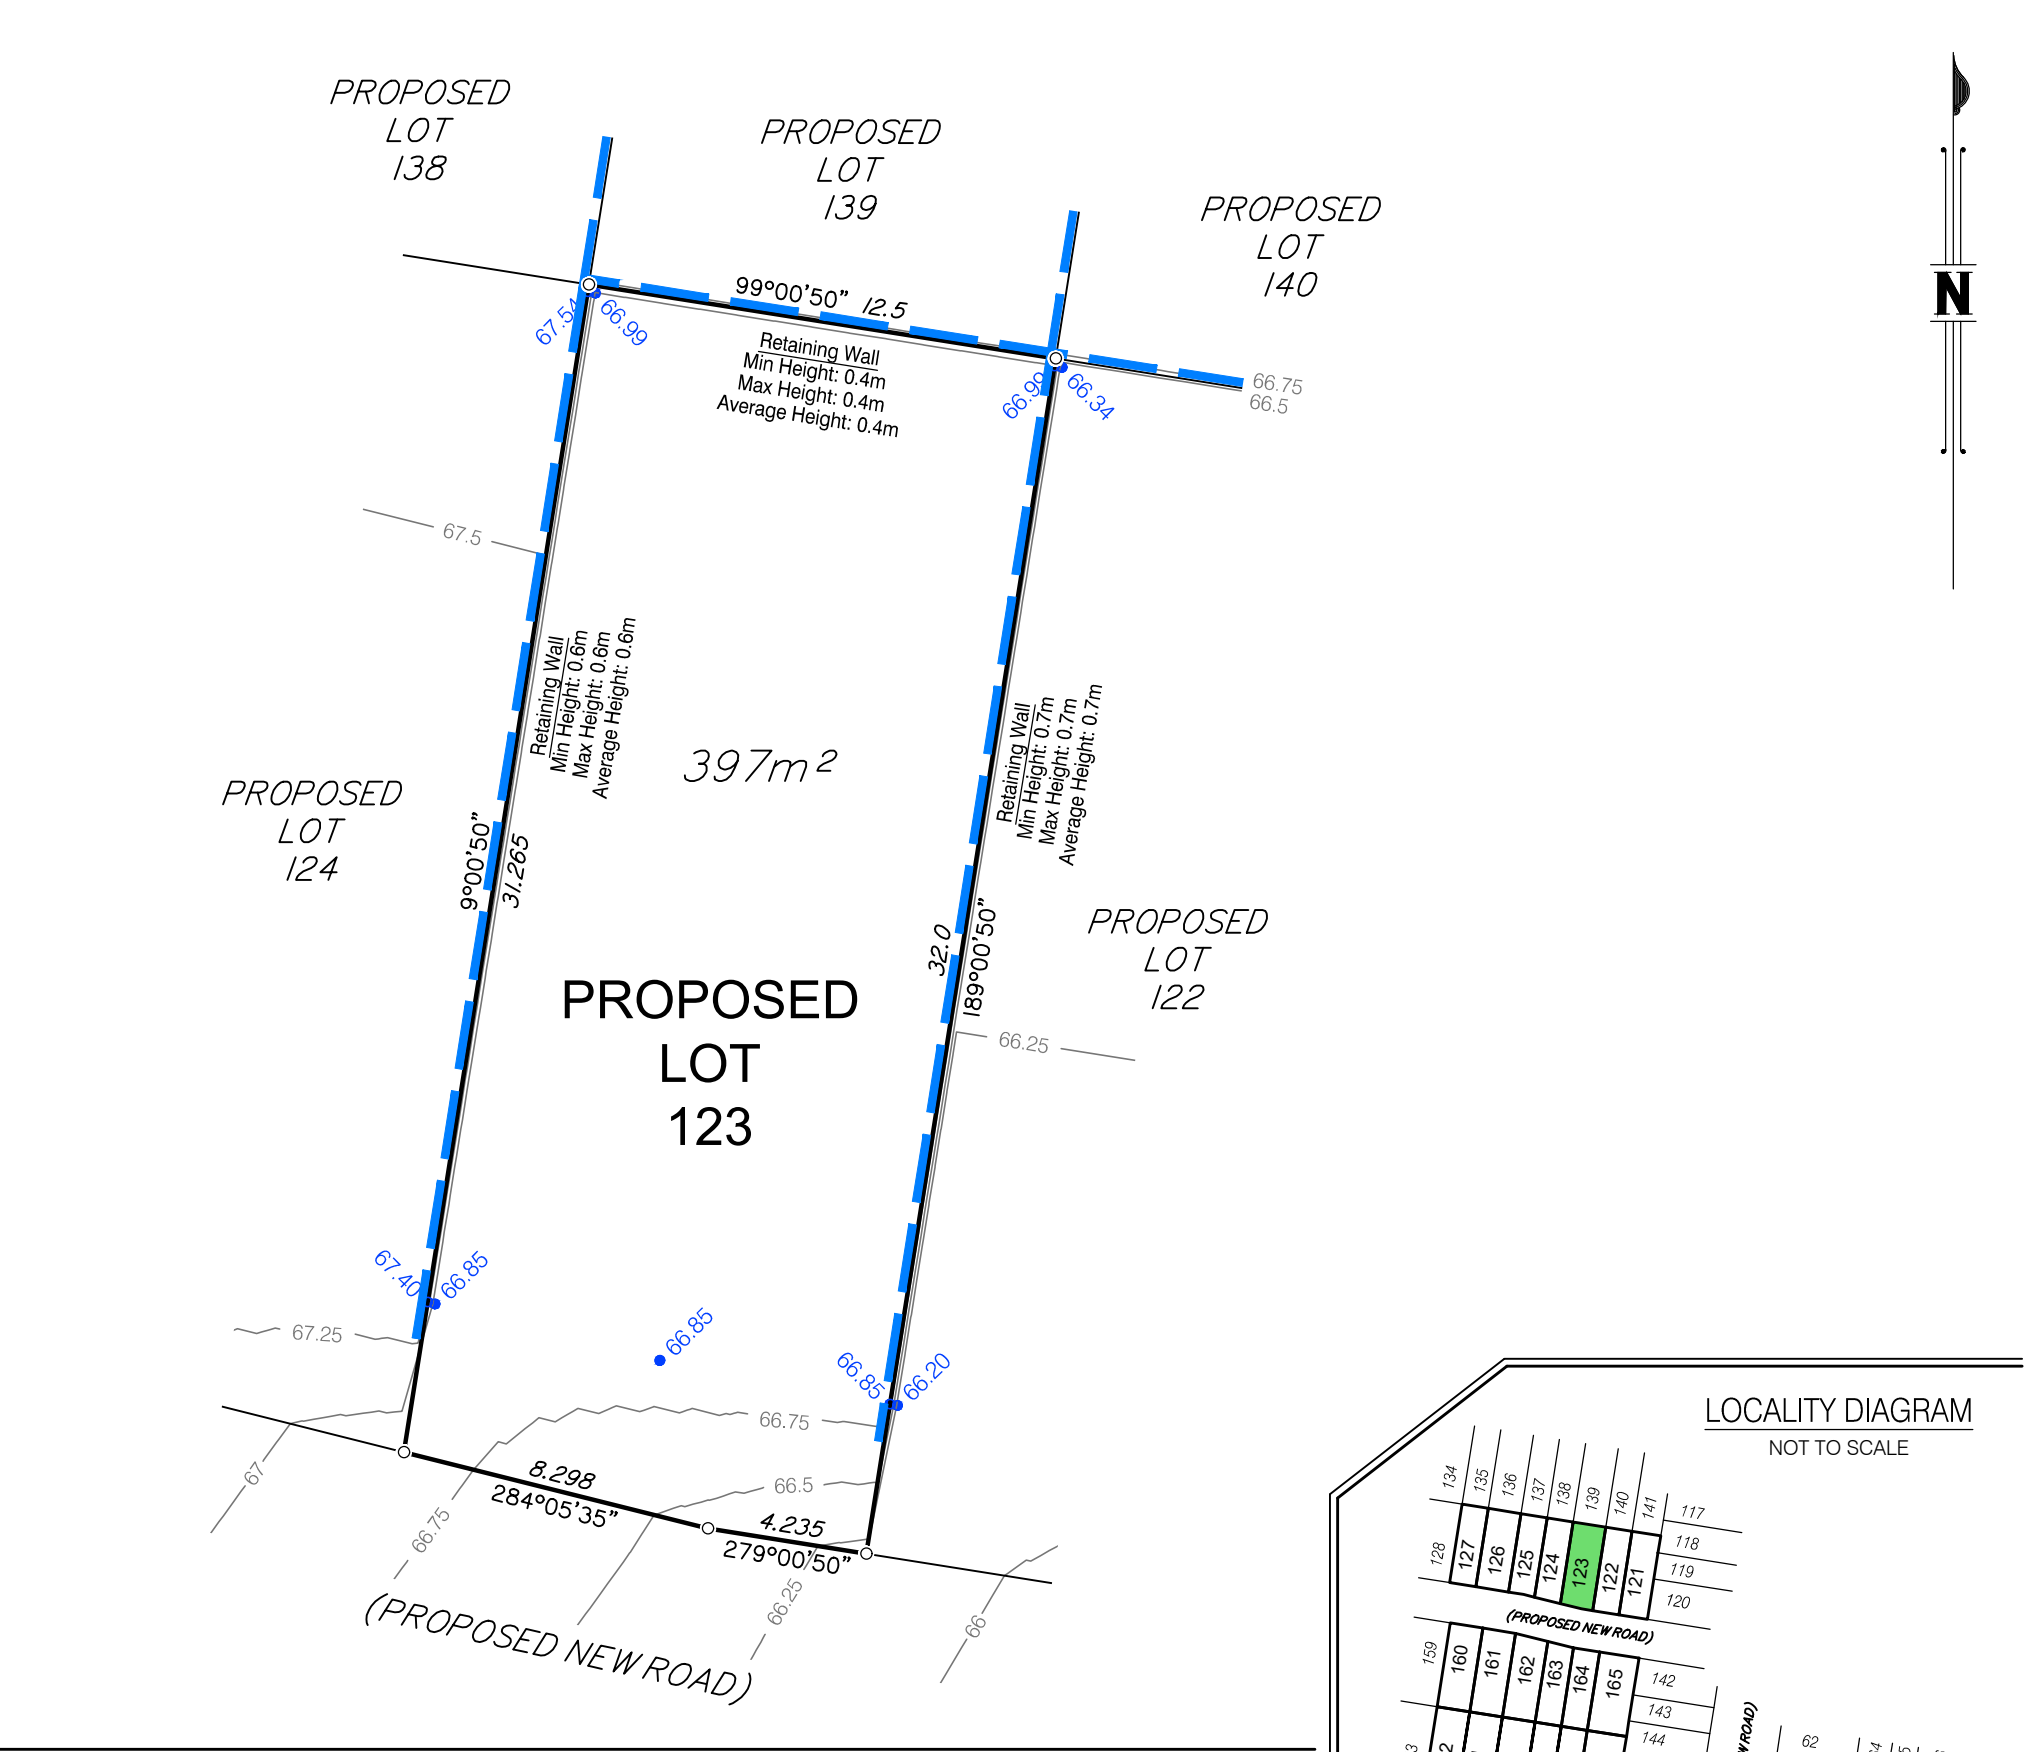 PROPOSED
LOT
138
PROPOSED
LOT
139
PROPOSED
LOT
140
N
99°00'50" 12.5
67.54
66.99
Retaining Wall
Min Height: 0.4m
Max Height: 0.4m
Average Height: 0.4m
66.99
66.34
66.75
66.5
67.5
Retaining Wall
Min Height: 0.6m
Max Height: 0.6m
Average Height: 0.6m
Retaining Wall
Min Height: 0.7m
Max Height: 0.7m
Average Height: 0.7m
397m²
PROPOSED
LOT
124
9°00'50"
31.265
32.0
189°00'50"
PROPOSED
LOT
122
PROPOSED
LOT
123
66.25
67.40
66.85
67.25
66.85
66.85
66.20
66.75
67
8.298
284°05'35"
66.5
4.235
279°00'50"
66.75
66.25
66
(PROPOSED NEW ROAD)
LOCALITY DIAGRAM
NOT TO SCALE
134
135
136
137
138
139
140
141
117
118
119
120
128
127
126
125
124
123
122
121
(PROPOSED NEW ROAD)
159
160
161
162
163
164
165
142
143
144
62